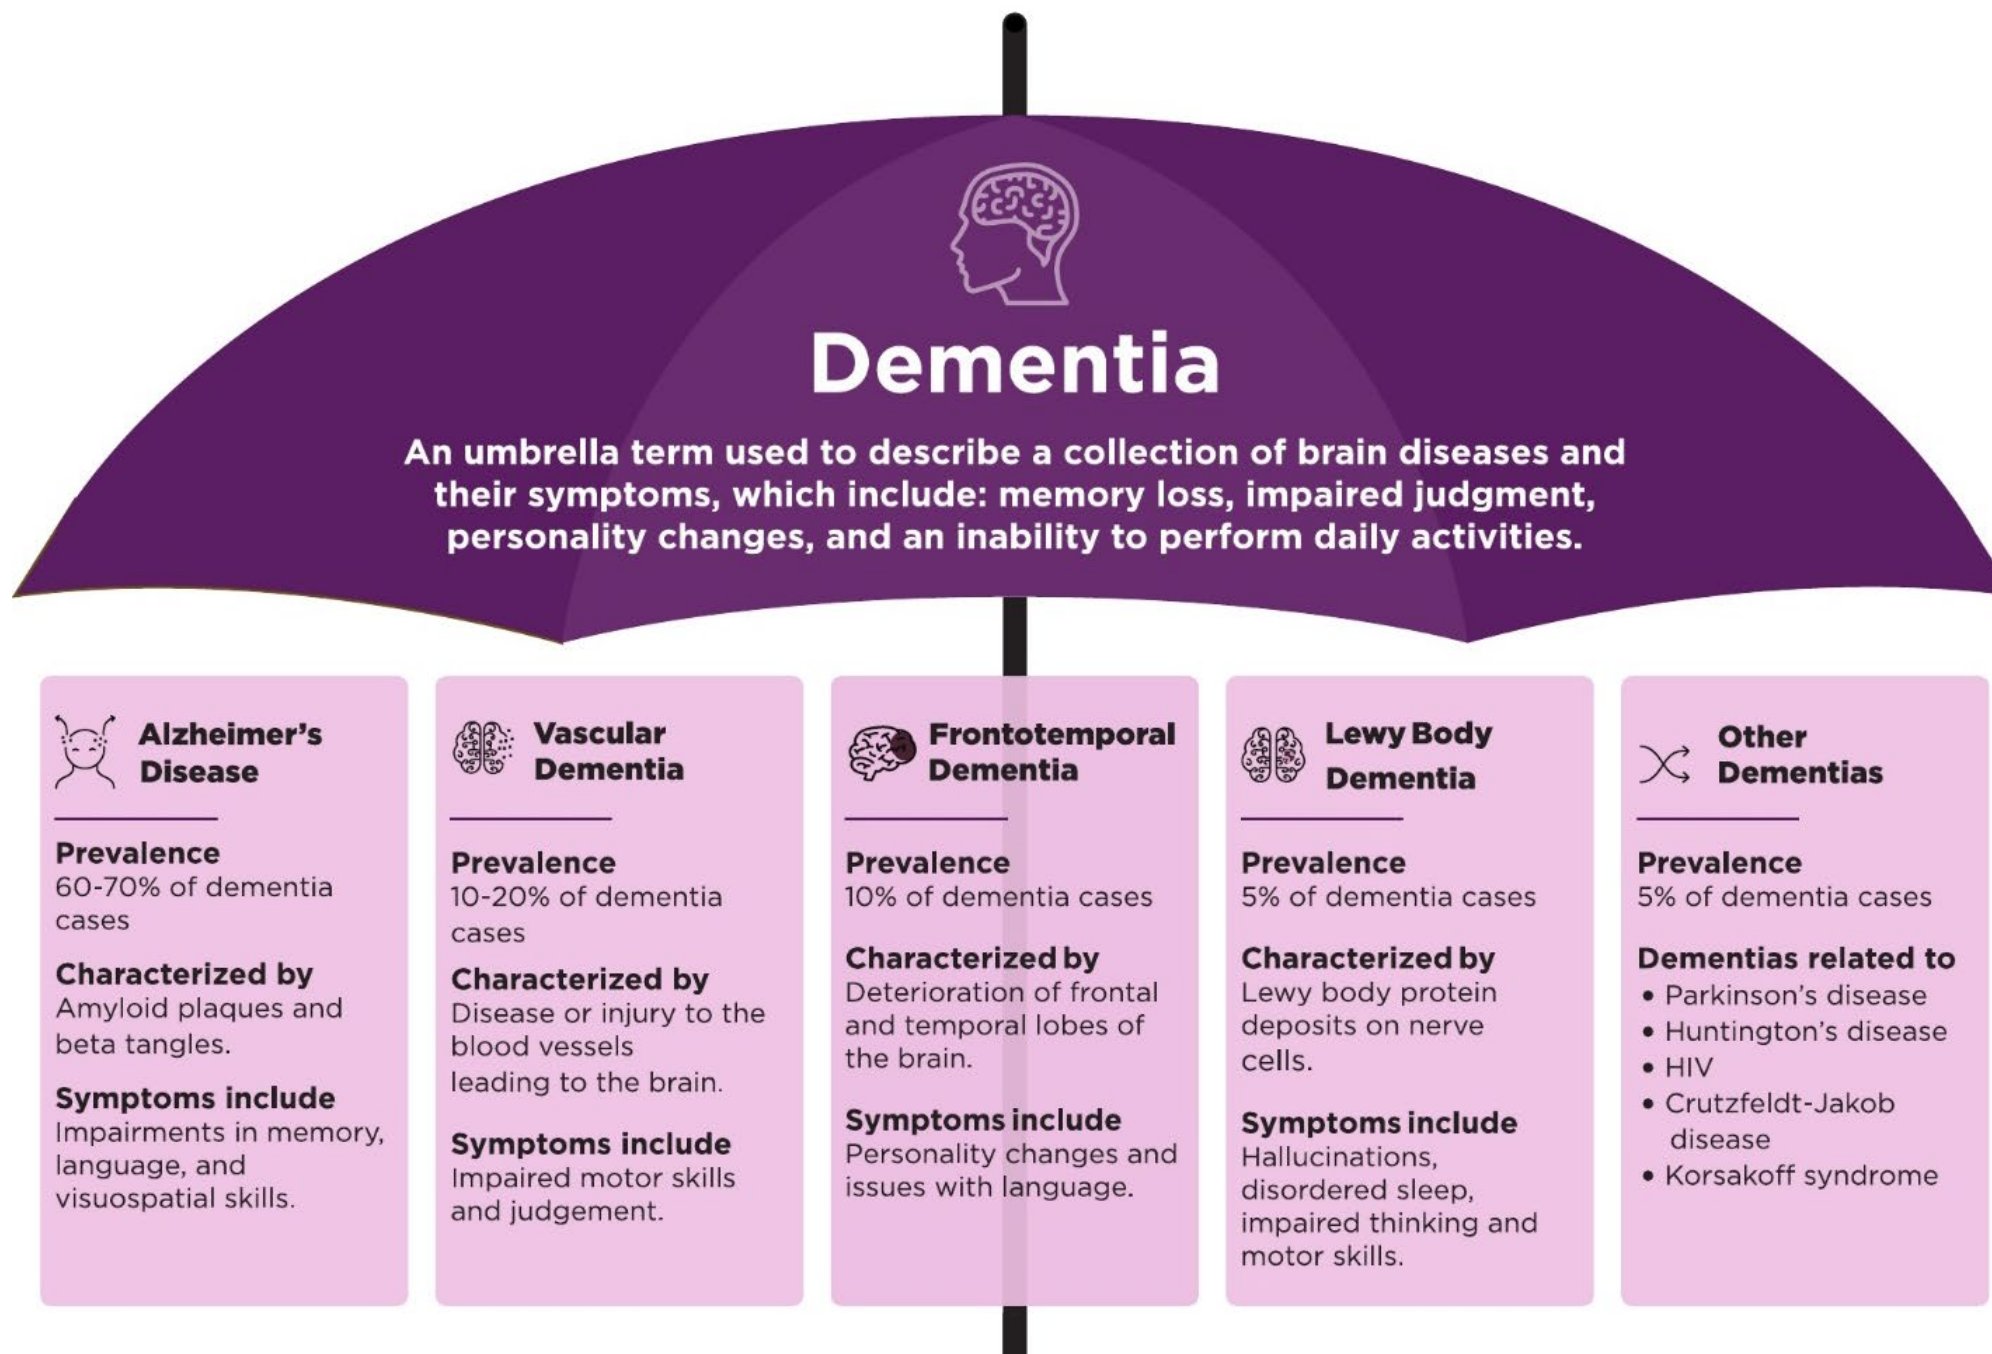 Dementia
An umbrella term used to describe a collection of brain diseases and
their symptoms, which include: memory loss, impaired judgment,
personality changes, and an inability to perform daily activities.
Alzheimer's
Disease
Prevalence
60-70% of dementia
cases
Characterized by
Amyloid plaques and
beta tangles.
Symptoms include
Impairments in memory,
language, and
visuospatial skills.
Vascular
Dementia
Prevalence
10-20% of dementia
cases
Characterized by
Disease or injury to the
blood vessels
leading to the brain.
Symptoms include
Impaired motor skills
and judgement.
Frontotemporal
Dementia
Prevalence
10% of dementia cases
Characterized by
Deterioration of frontal
and temporal lobes of
the brain.
Symptoms include
Personality changes and
issues with language.
Lewy Body
Dementia
Prevalence
5% of dementia cases
Characterized by
Lewy body protein
deposits on nerve
cells.
Symptoms include
Hallucinations,
disordered sleep,
impaired thinking and
motor skills.
Other
Dementias
Prevalence
5% of dementia cases
Dementias related to
• Parkinson's disease
• Huntington's disease
• HIV
• Crutzfeldt-Jakob
disease
• Korsakoff syndrome